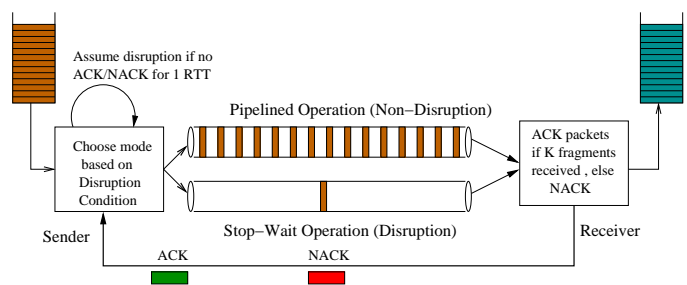 Assume disruption if no
ACK/NACK for 1 RTT
Pipelined Operation (Non−Disruption)
Choose mode
based on
Disruption
Condition
ACK packets
if K fragments
received , else
NACK
Stop−Wait Operation (Disruption)
Sender
Receiver
ACK
NACK